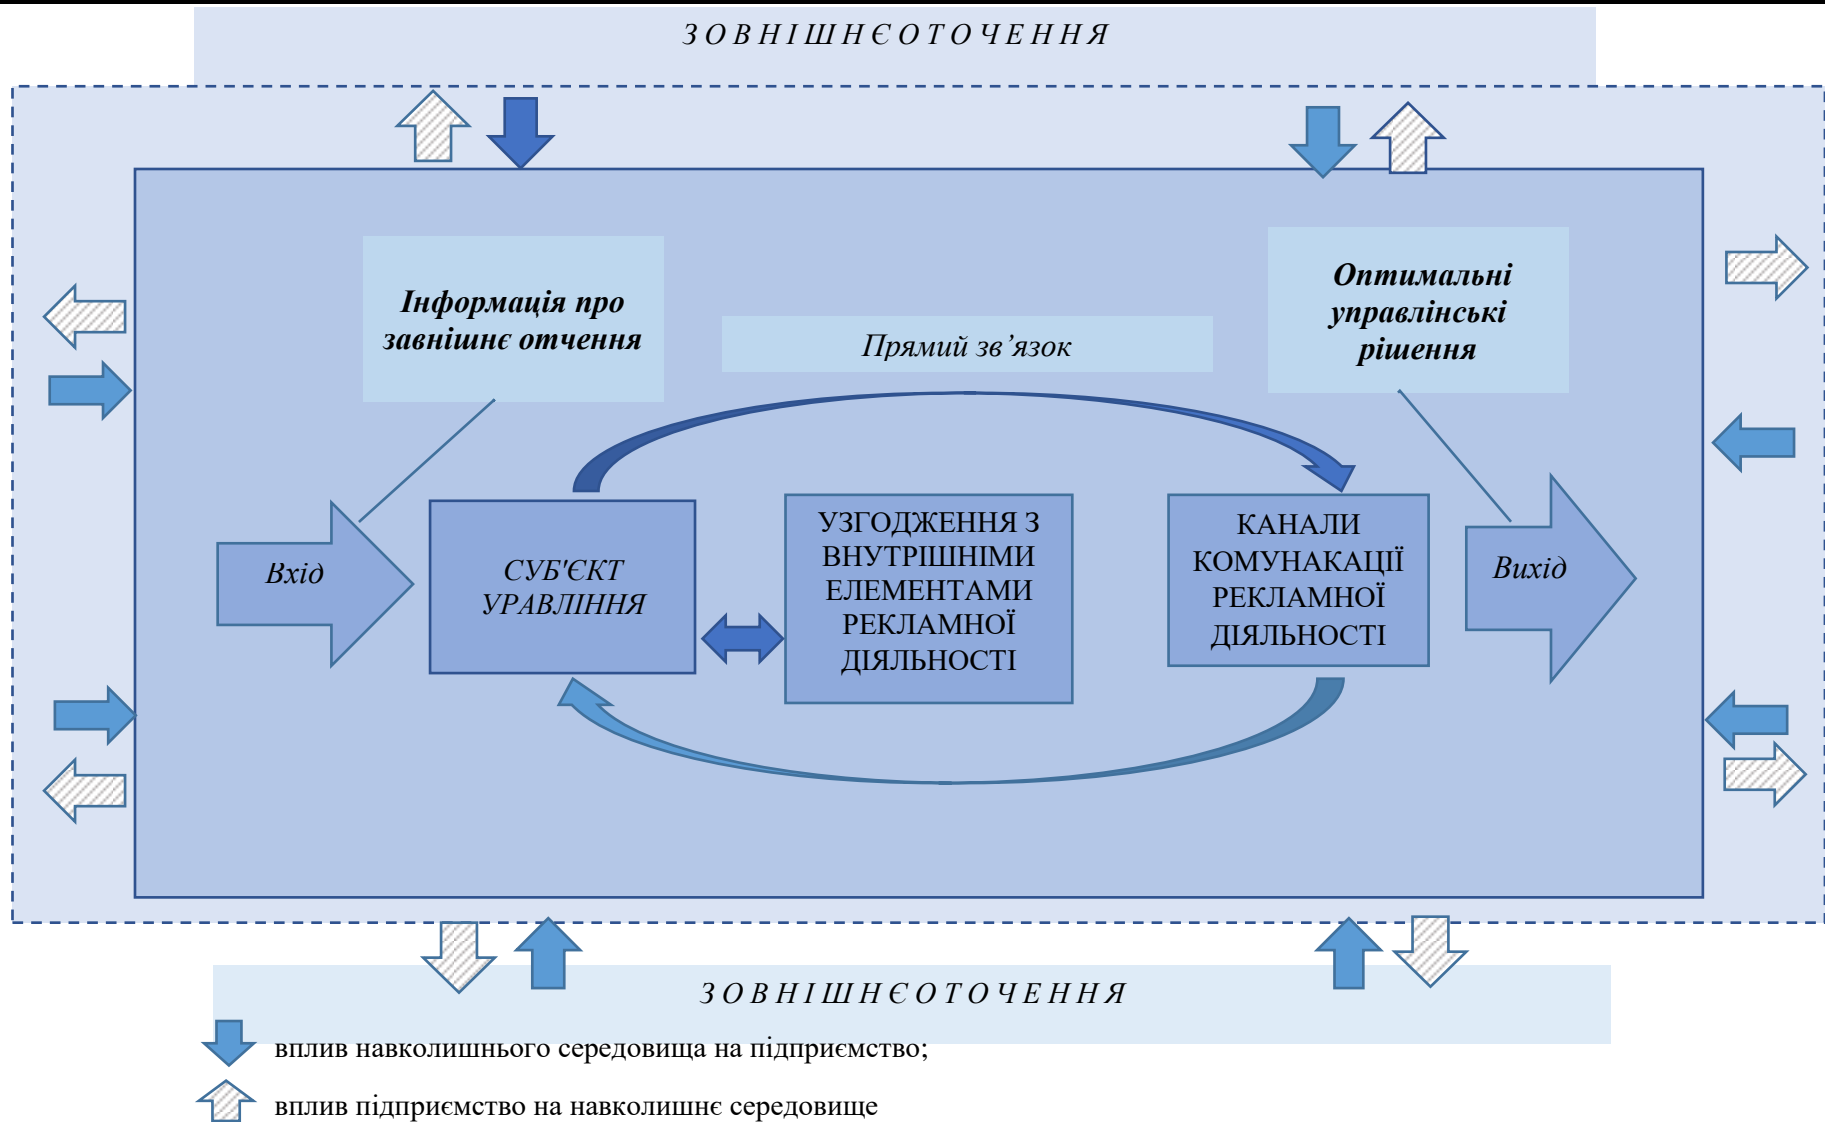 З О В Н І Ш Н Є О Т О Ч Е Н Н Я
Інформація про
завнішнє отчення
Прямий зв’язок
Оптимальні
управлінські
рішення
Вхід
СУБ'ЄКТ
УРАВЛІННЯ
УЗГОДЖЕННЯ З
ВНУТРІШНІМИ
ЕЛЕМЕНТАМИ
РЕКЛАМНОЇ
ДІЯЛЬНОСТІ
КАНАЛИ
КОМУНАКАЦІЇ
РЕКЛАМНОЇ
ДІЯЛЬНОСТІ
Вихід
З О В Н І Ш Н Є О Т О Ч Е Н Н Я
вплив навколишнього середовища на підприємство;
вплив підприємство на навколишнє середовище